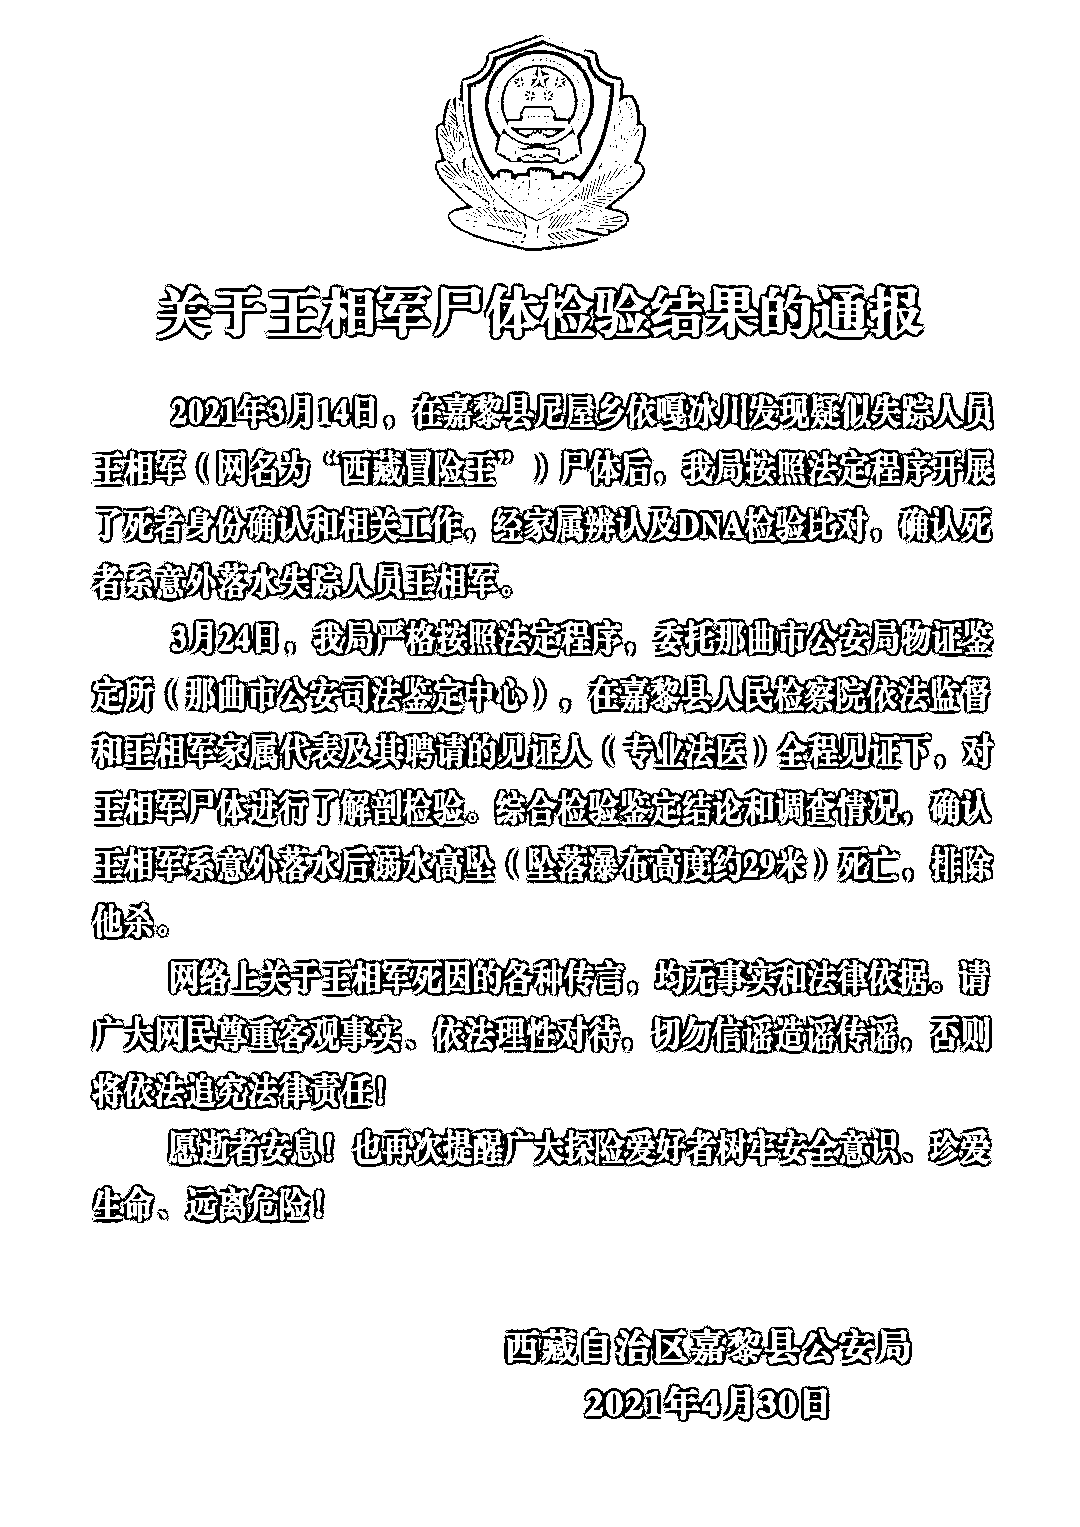 关于王相军尸体检验结果的通报
2021年3月14日，在嘉黎县尼屋乡依嘎冰川发现疑似失踪人员
王相军（网名为“西藏冒险王”）尸体后，我局按照法定程序开展
了死者身份确认和相关工作，经家属辨认及DNA检验比对，确认死
者系意外落水失踪人员王相军。
3月24日，我局严格按照法定程序，委托那曲市公安局物证鉴
定所（那曲市公安司法鉴定中心），在嘉黎县人民检察院依法监督
和王相军家属代表及其聘请的见证人（专业法医）全程见证下，对
王相军尸体进行了解剖检验。综合检验鉴定结论和调查情况，确认
王相军系意外落水后溺水高坠（坠落瀑布高度约29米）死亡，排除
他杀。
网络上关于王相军死因的各种传言，均无事实和法律依据。请
广大网民尊重客观事实、依法理性对待，切勿信谣造谣传谣，否则
将依法追究法律责任！
愿逝者安息！也再次提醒广大探险爱好者树牢安全意识、珍爱
生命、远离危险！
西藏自治区嘉黎县公安局
2021年4月30日